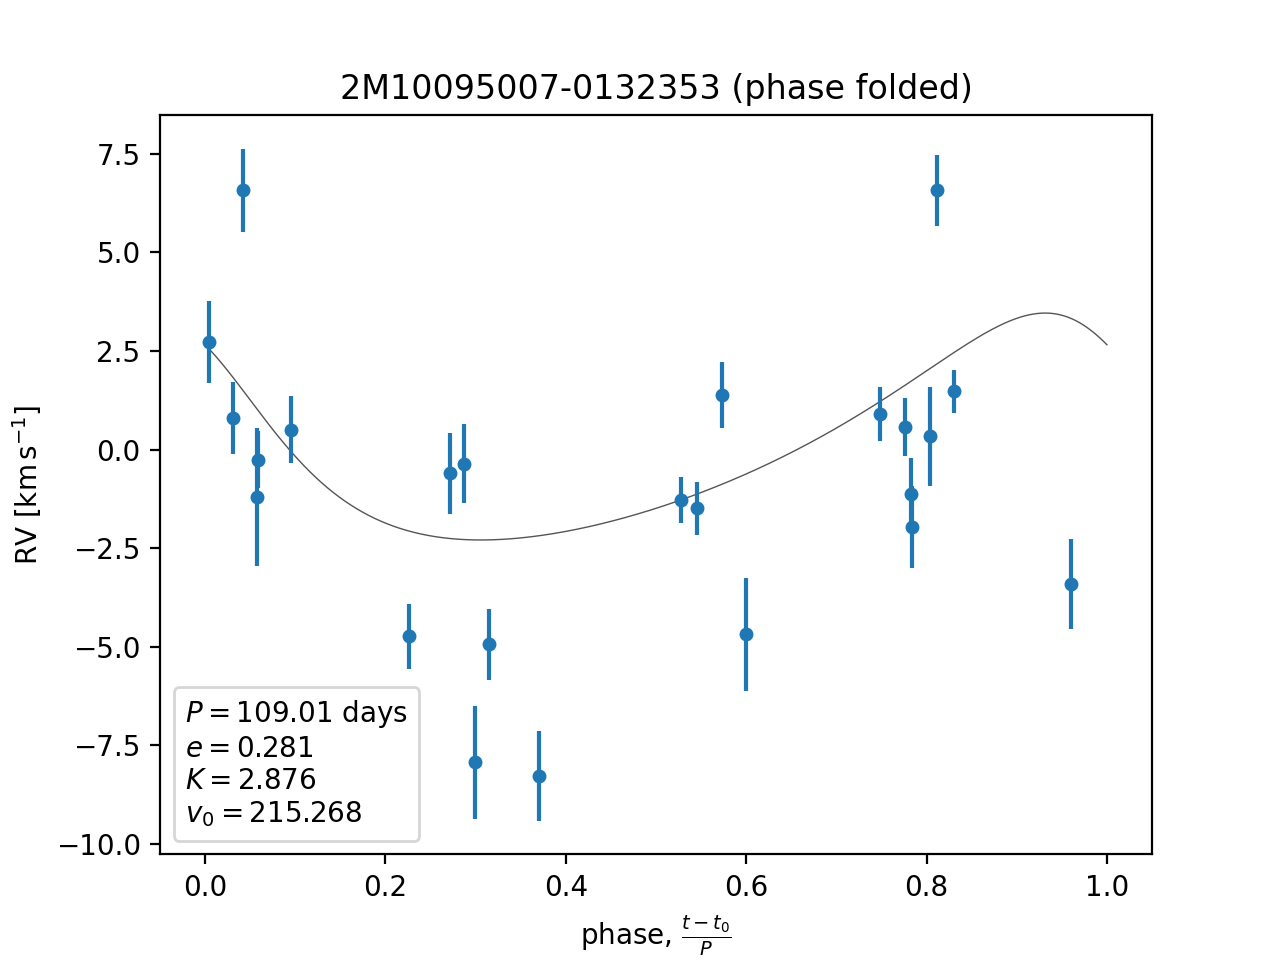 2M10095007-0132353 (phase folded)
RV [km s⁻¹]
7.5
5.0
2.5
0.0
−2.5
−5.0
−7.5
−10.0
P = 109.01 days
e = 0.281
K = 2.876
v₀ = 215.268
0.0 0.2 0.4 0.6 0.8 1.0
phase, (t − t₀)/P